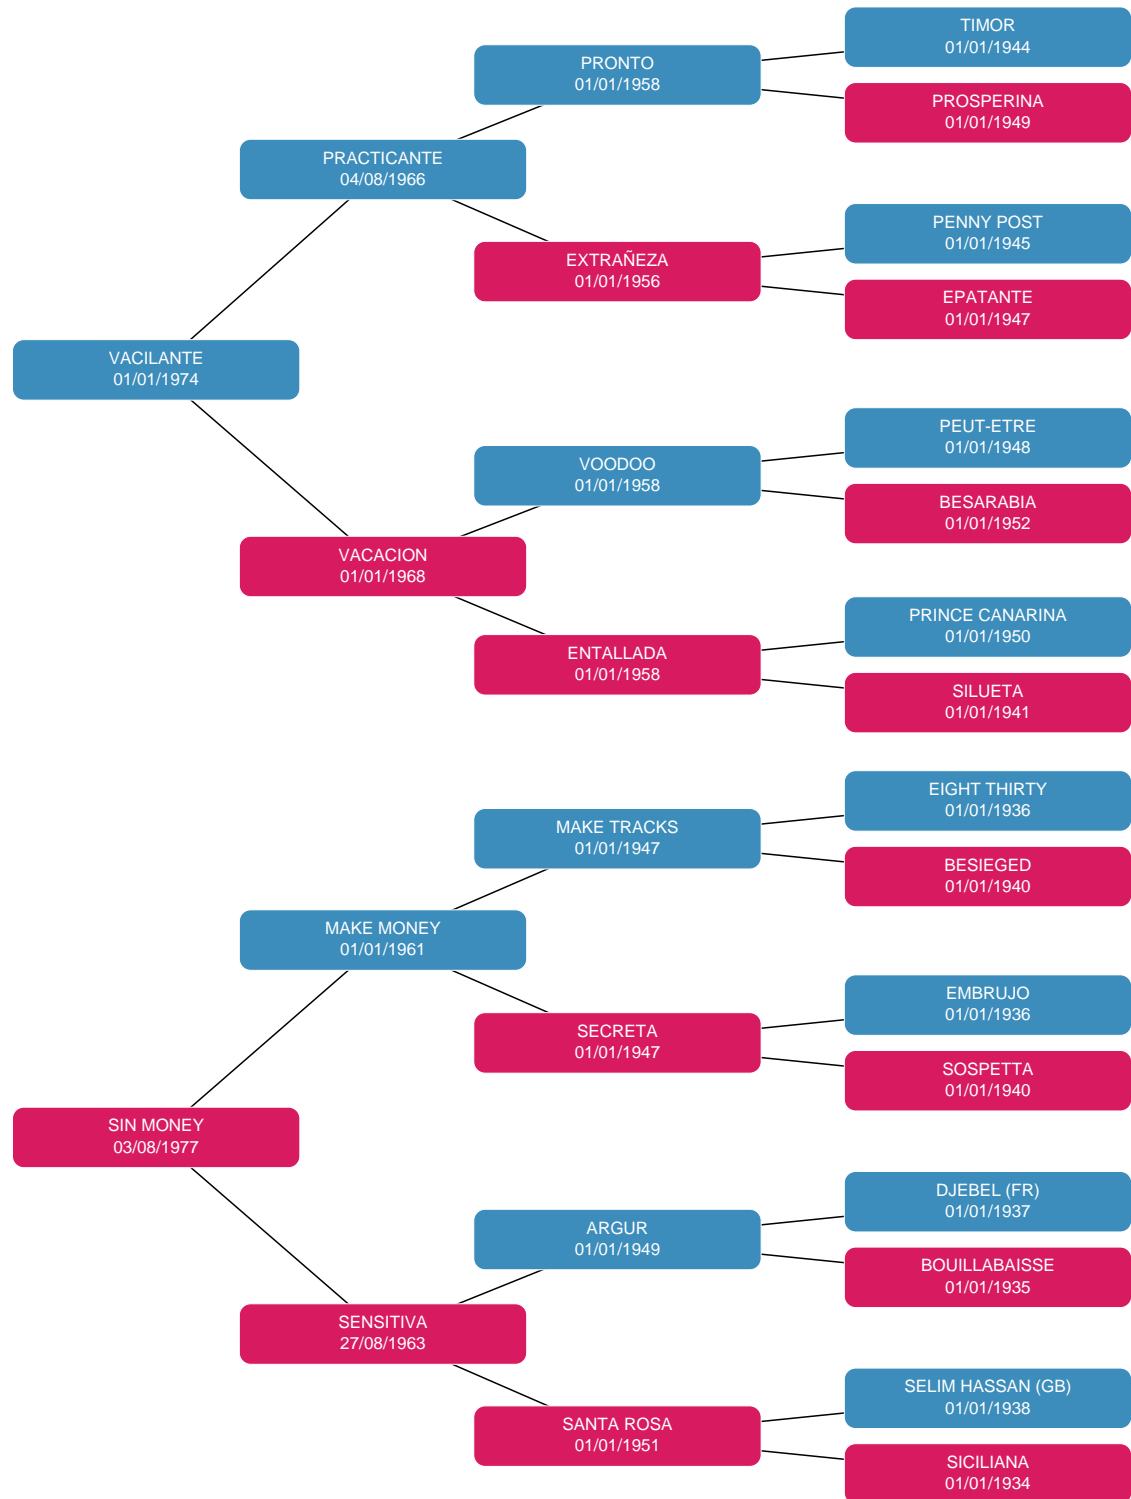 TIMOR
01/01/1944
PRONTO
01/01/1958
PROSPERINA
01/01/1949
PRACTICANTE
04/08/1966
PENNY POST
01/01/1945
EXTRAÑEZA
01/01/1956
EPATANTE
01/01/1947
VACILANTE
01/01/1974
PEUT-ETRE
01/01/1948
VOODOO
01/01/1958
BESARABIA
01/01/1952
VACACION
01/01/1968
PRINCE CANARINA
01/01/1950
ENTALLADA
01/01/1958
SILUETA
01/01/1941
EIGHT THIRTY
01/01/1936
MAKE TRACKS
01/01/1947
BESIEGED
01/01/1940
MAKE MONEY
01/01/1961
EMBRUJO
01/01/1936
SECRETA
01/01/1947
SOSPETTA
01/01/1940
SIN MONEY
03/08/1977
DJEBEL (FR)
01/01/1937
ARGUR
01/01/1949
BOUILLABAISSE
01/01/1935
SENSITIVA
27/08/1963
SELIM HASSAN (GB)
01/01/1938
SANTA ROSA
01/01/1951
SICILIANA
01/01/1934